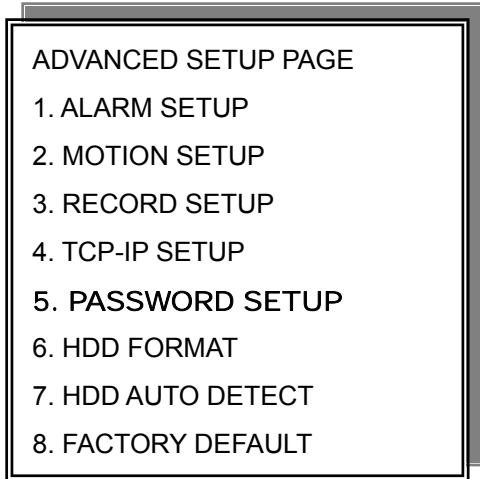 ADVANCED SETUP PAGE
1. ALARM SETUP
2. MOTION SETUP
3. RECORD SETUP
4. TCP-IP SETUP
5. PASSWORD SETUP
6. HDD FORMAT
7. HDD AUTO DETECT
8. FACTORY DEFAULT